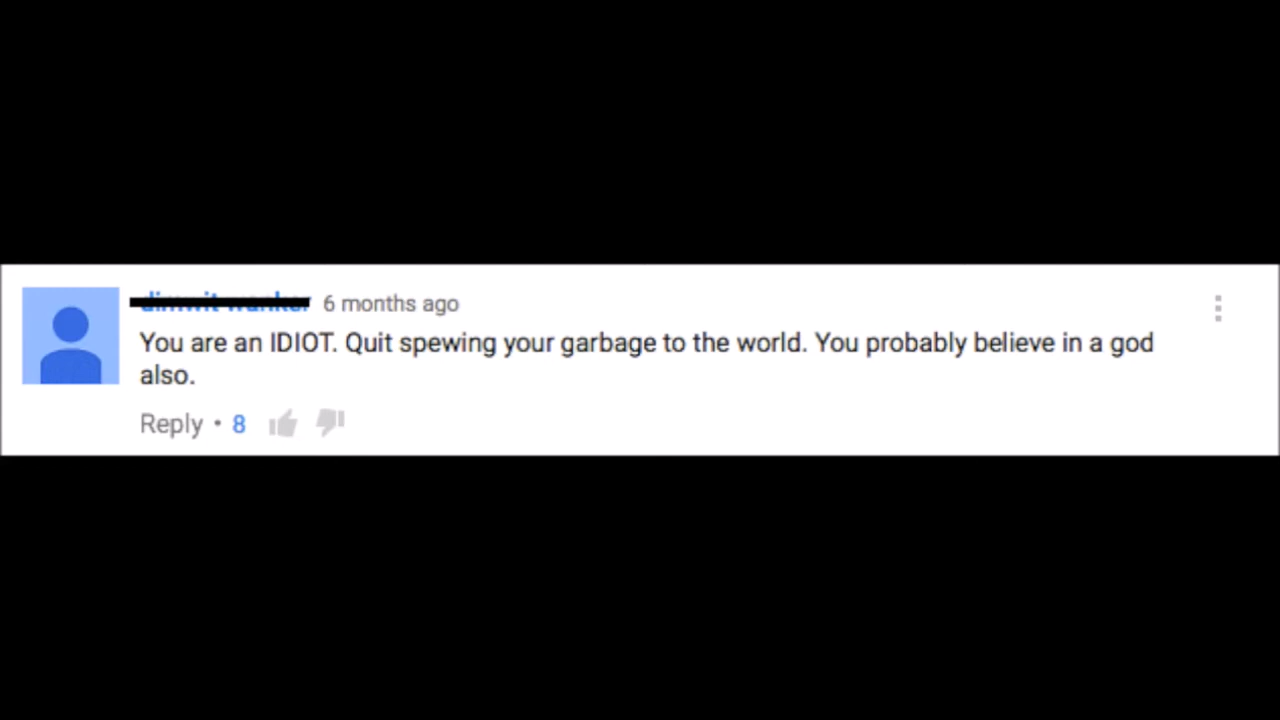 6 months ago
You are an IDIOT. Quit spewing your garbage to the world. You probably believe in a god
also.
Reply • 8